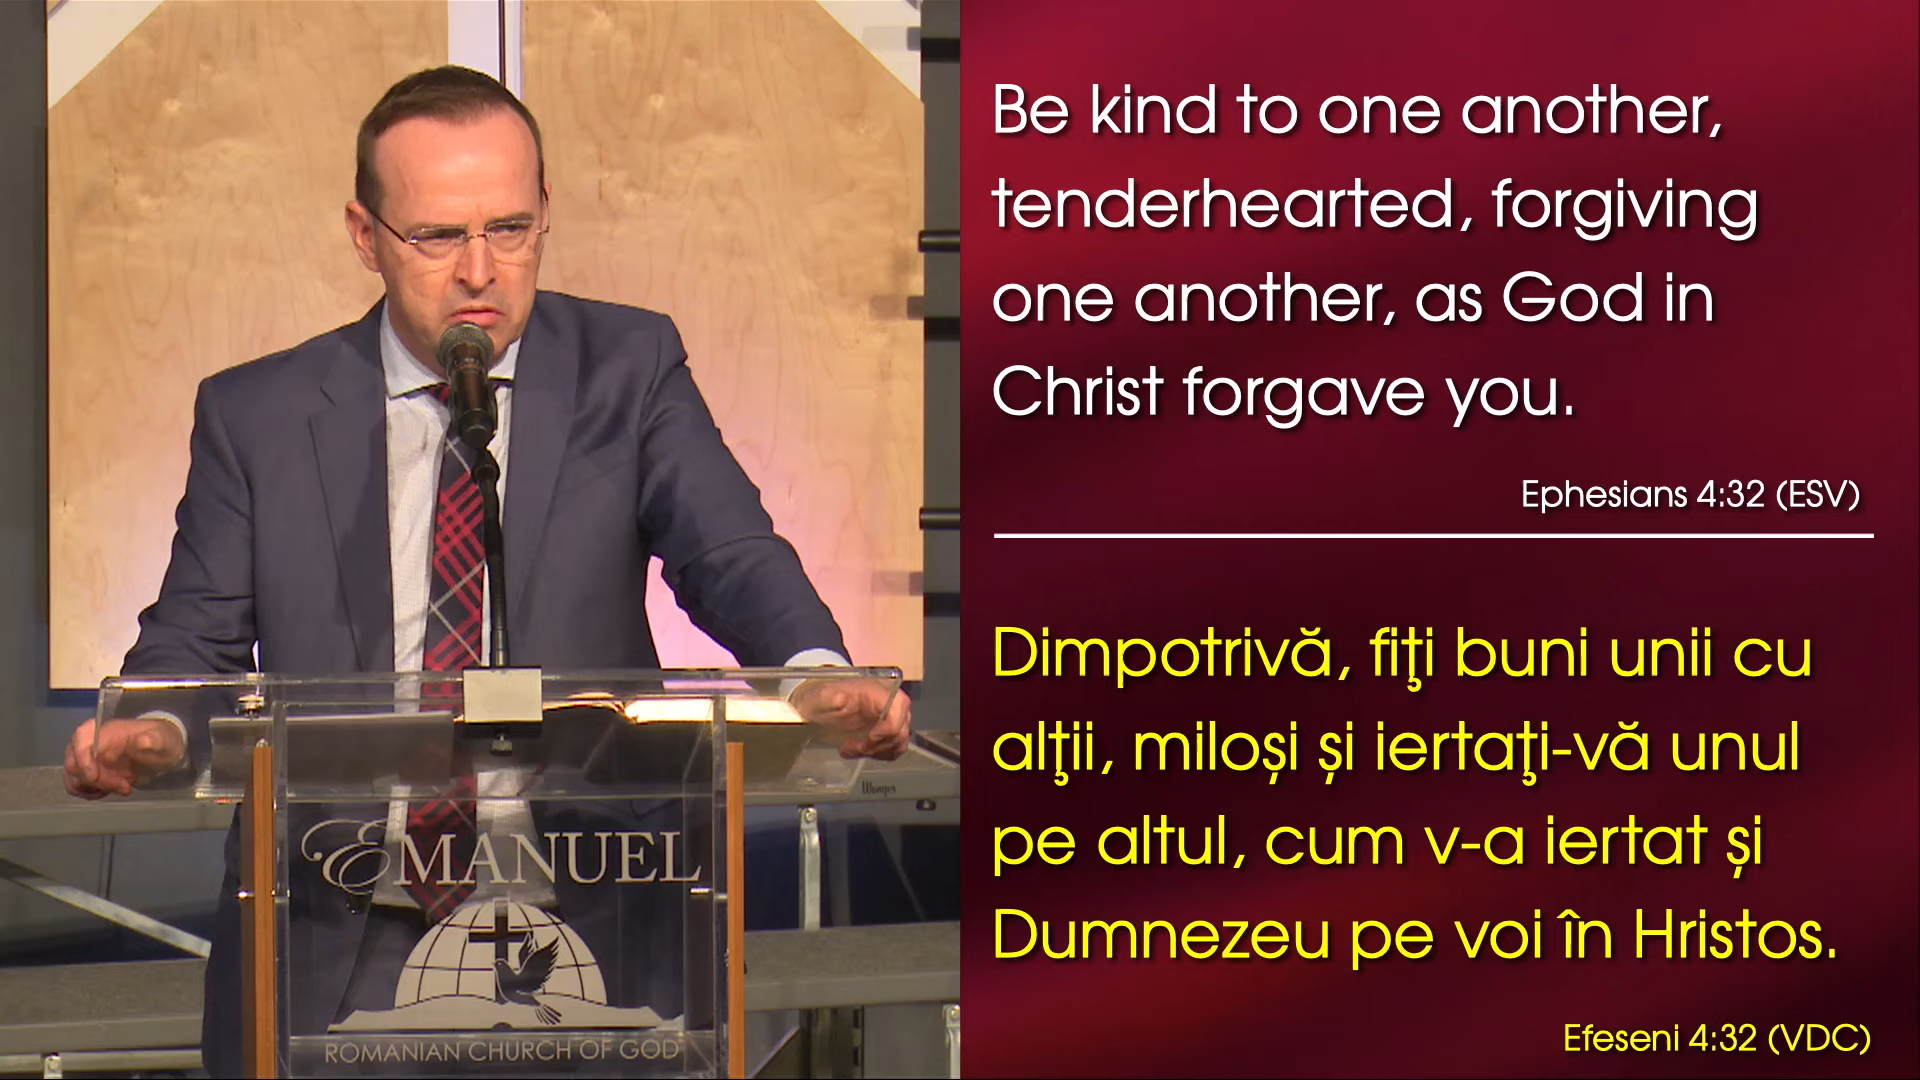 Be kind to one another,
tenderhearted, forgiving
one another, as God in
Christ forgave you.
Ephesians 4:32 (ESV)
Dimpotrivă, fiţi buni unii cu
alţii, miloși și iertaţi-vă unul
pe altul, cum v-a iertat și
Dumnezeu pe voi în Hristos.
Efeseni 4:32 (VDC)
Wenger
EMANUEL
ROMANIAN CHURCH OF GOD